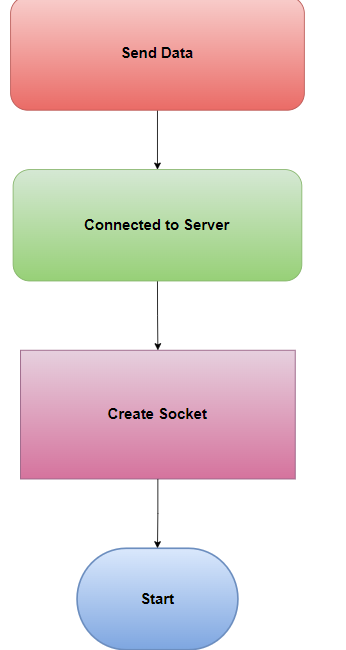 Send Data
Connected to Server
Create Socket
Start